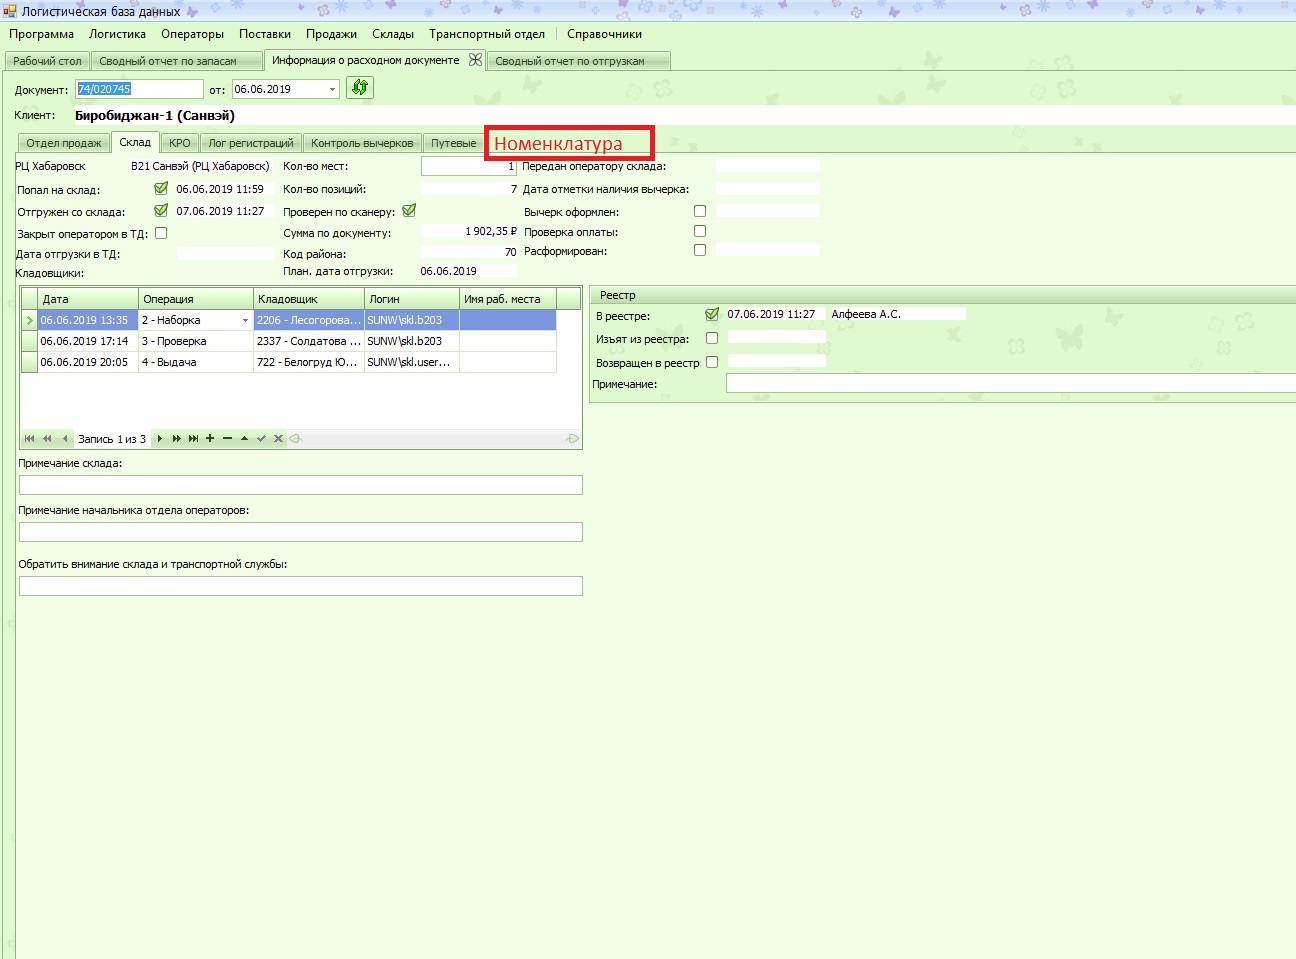 Логистическая база данных
Программа Логистика Операторы Поставки Продажи Склады Транспортный отдел Справочники
Рабочий стол Сводный отчет по запасам Информация о расходном документе Сводный отчет по отгрузкам
Документ: 74/020745 от: 06.06.2019
Клиент: Биробиджан-1 (Санвэй)
Отдел продаж Склад КРО Лог регистраций Контроль вычерков Путевые Номенклатура
РЦ Хабаровск В21 Санвэй (РЦ Хабаровск) Кол-во мест: 1 Передан оператору склада:
Попал на склад: 06.06.2019 11:59 Кол-во позиций: 7 Дата отметки наличия вычерка:
Отгружен со склада: 07.06.2019 11:27 Проверен по сканеру: Вычерк оформлен:
Закрыт оператором в ТД: Сумма по документу: 1 902,35 ₽ Проверка оплаты:
Дата отгрузки в ТД: Код района: 70 Расформирован:
Кладовщики: План. дата отгрузки: 06.06.2019
Дата Операция Кладовщик Логин Имя раб. места
06.06.2019 13:35 2 - Наборка 2206 - Лесогорова... SUNW\skl.b203
06.06.2019 17:14 3 - Проверка 2337 - Солдатова ... SUNW\skl.b203
06.06.2019 20:05 4 - Выдача 722 - Белогруд Ю... SUNW\skl.user...
Запись 1 из 3
Реестр
В реестре: 07.06.2019 11:27 Алфеева А.С.
Изъят из реестра:
Возвращен в реестр
Примечание:
Примечание склада:
Примечание начальника отдела операторов:
Обратить внимание склада и транспортной службы: